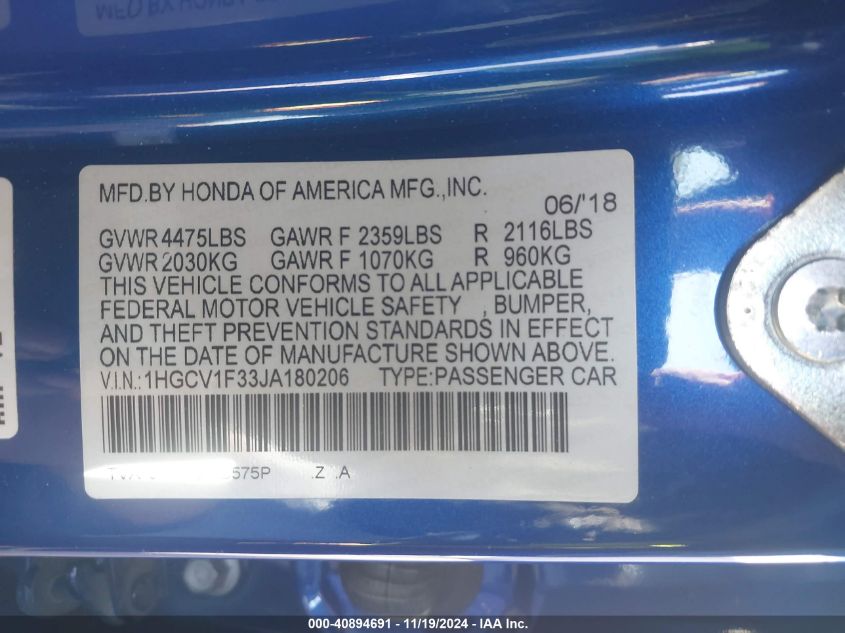 MFD.BY HONDA OF AMERICA MFG.,INC.
06/'18
GVWR 4475LBS GAWR F 2359LBS R 2116LBS
GVWR 2030KG GAWR F 1070KG R 960KG
THIS VEHICLE CONFORMS TO ALL APPLICABLE
FEDERAL MOTOR VEHICLE SAFETY , BUMPER,
AND THEFT PREVENTION STANDARDS IN EFFECT
ON THE DATE OF MANUFACTURE SHOWN ABOVE.
V.I.N.: 1HGCV1F33JA180206 TYPE:PASSENGER CAR
000-40894691 - 11/19/2024 - IAA, Inc.